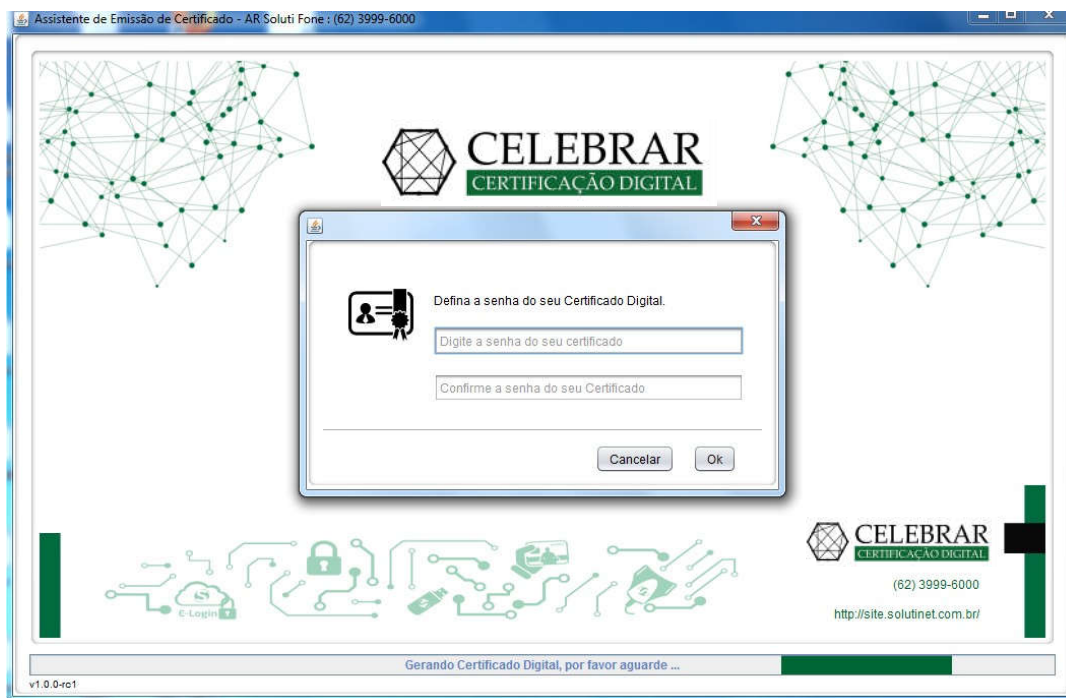 Assistente de Emissão de Certificado - AR Soluti Fone : (62) 3999-6000
CELEBRAR
CERTIFICAÇÃO DIGITAL
Defina a senha do seu Certificado Digital.
Digite a senha do seu certificado
Confirme a senha do seu Certificado
Cancelar
Ok
E-Login
CELEBRAR
CERTIFICAÇÃO DIGITAL
(62) 3999-6000
http://site.solutinet.com.br/
Gerando Certificado Digital, por favor aguarde ...
v1.0.0-rc1